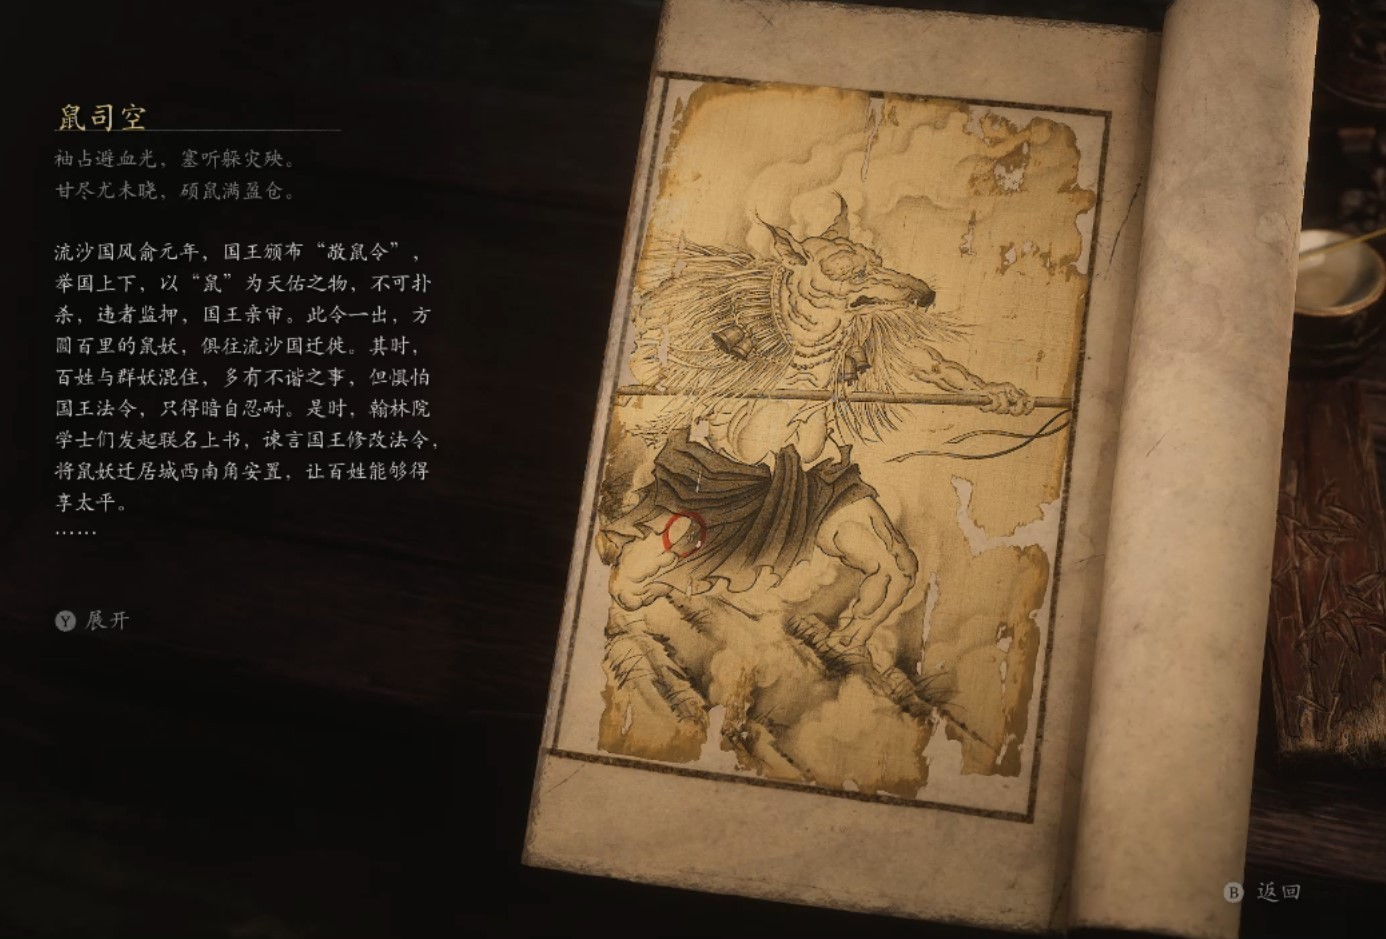 鼠司空
袖占避血光，塞听躲灾殃。
甘尽尤未晓，硕鼠满盈仓。
流沙国风俞元年，国王颁布“敬鼠令”，
举国上下，以“鼠”为天佑之物，不可扑
杀，违者监押，国王亲审。此令一出，方
圆百里的鼠妖，俱往流沙国迁徙。其时，
百姓与群妖混住，多有不谐之事，但惧怕
国王法令，只得暗自忍耐。是时，翰林院
学士们发起联名上书，谏言国王修改法令，
将鼠妖迁居城西南角安置，让百姓能够得
享太平。
……
Y 展开
B 返回